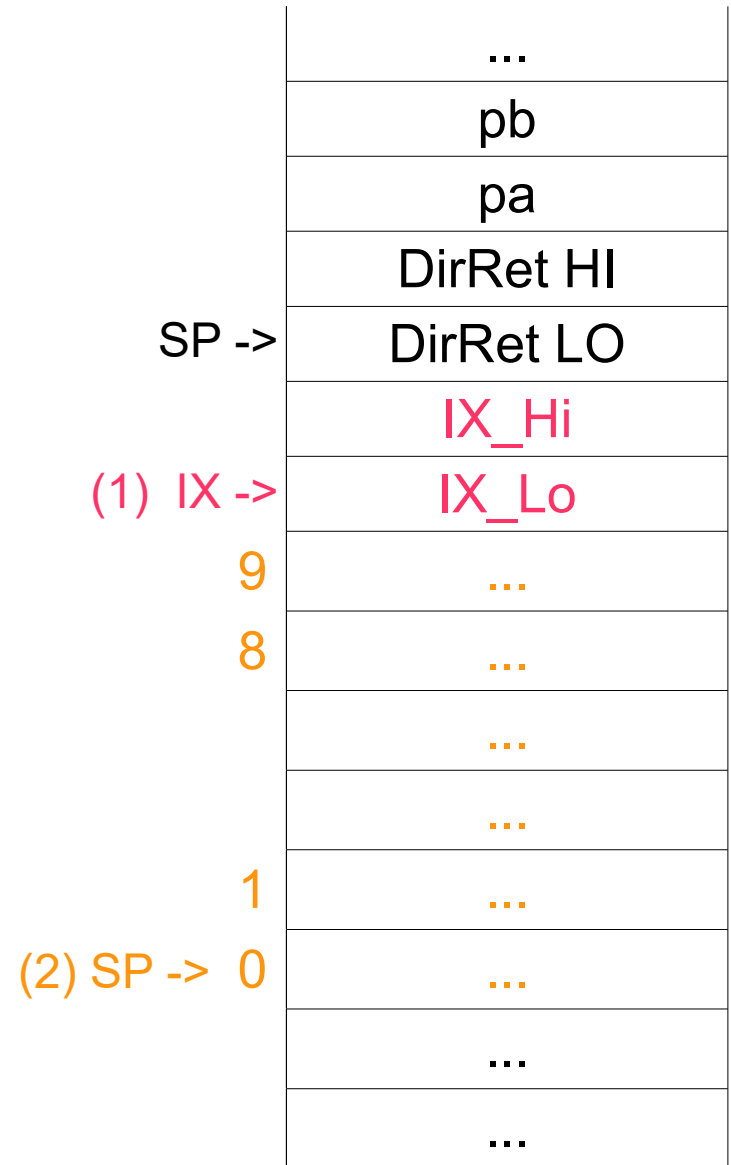 ...
pb
pa
DirRet HI
SP -> DirRet LO
IX_Hi
(1) IX -> IX_Lo
9 ...
8 ...
...
...
1 ...
(2) SP -> 0 ...
...
...